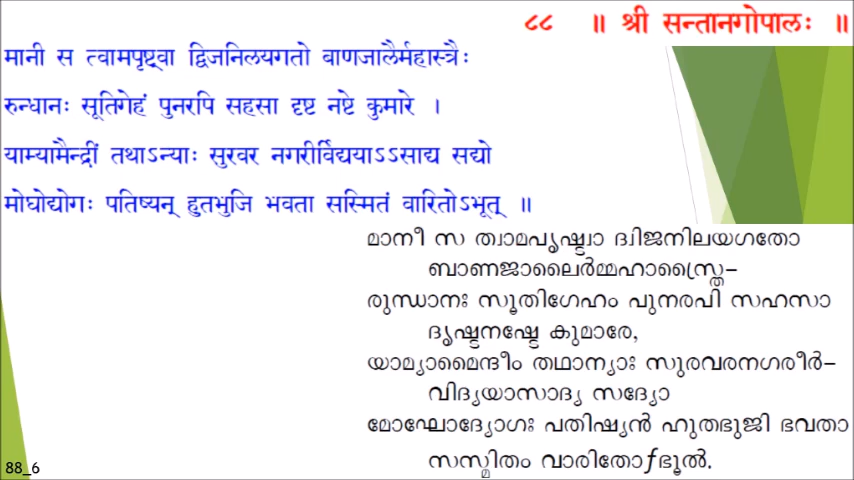 ८८ ॥ श्री सन्तानगोपालः ॥
मानी स त्वामपृष्ट्वा द्विजनिलयगतो बाणजालैर्महास्त्रैः
रुन्धानः सूतिगेहं पुनरपि सहसा दृष्ट नष्टे कुमारे ।
याम्यामैन्द्रीं तथाऽन्याः सुरवर नगरीर्विद्ययाऽऽसाद्य सद्यो
मोघोद्योगः पतिष्यन् हुतभुजि भवता सस्मितं वारितोऽभूत् ॥
മാനീ സ ത്വാമപൃഷ്ട്വാ ദ്വിജനിലയഗതോ
ബാണജാലൈർമ്മഹാസ്ത്രൈ–
രുന്ധാനഃ സൂതിഗേഹം പുനരപി സഹസാ
ദൃഷ്ടനഷ്ടേ കുമാരേ,
യാമ്യാമൈന്ദീം തഥാന്യാഃ സുരവരനഗരീർ–
വിദ്യയാസാദ്യ സദ്യോ
മോഘോദ്യോഗഃ പതിഷ്യൻ ഹുതഭുജി ഭവതാ
സസ്മിതം വാരിതോƒഭൂൽ.
88_6